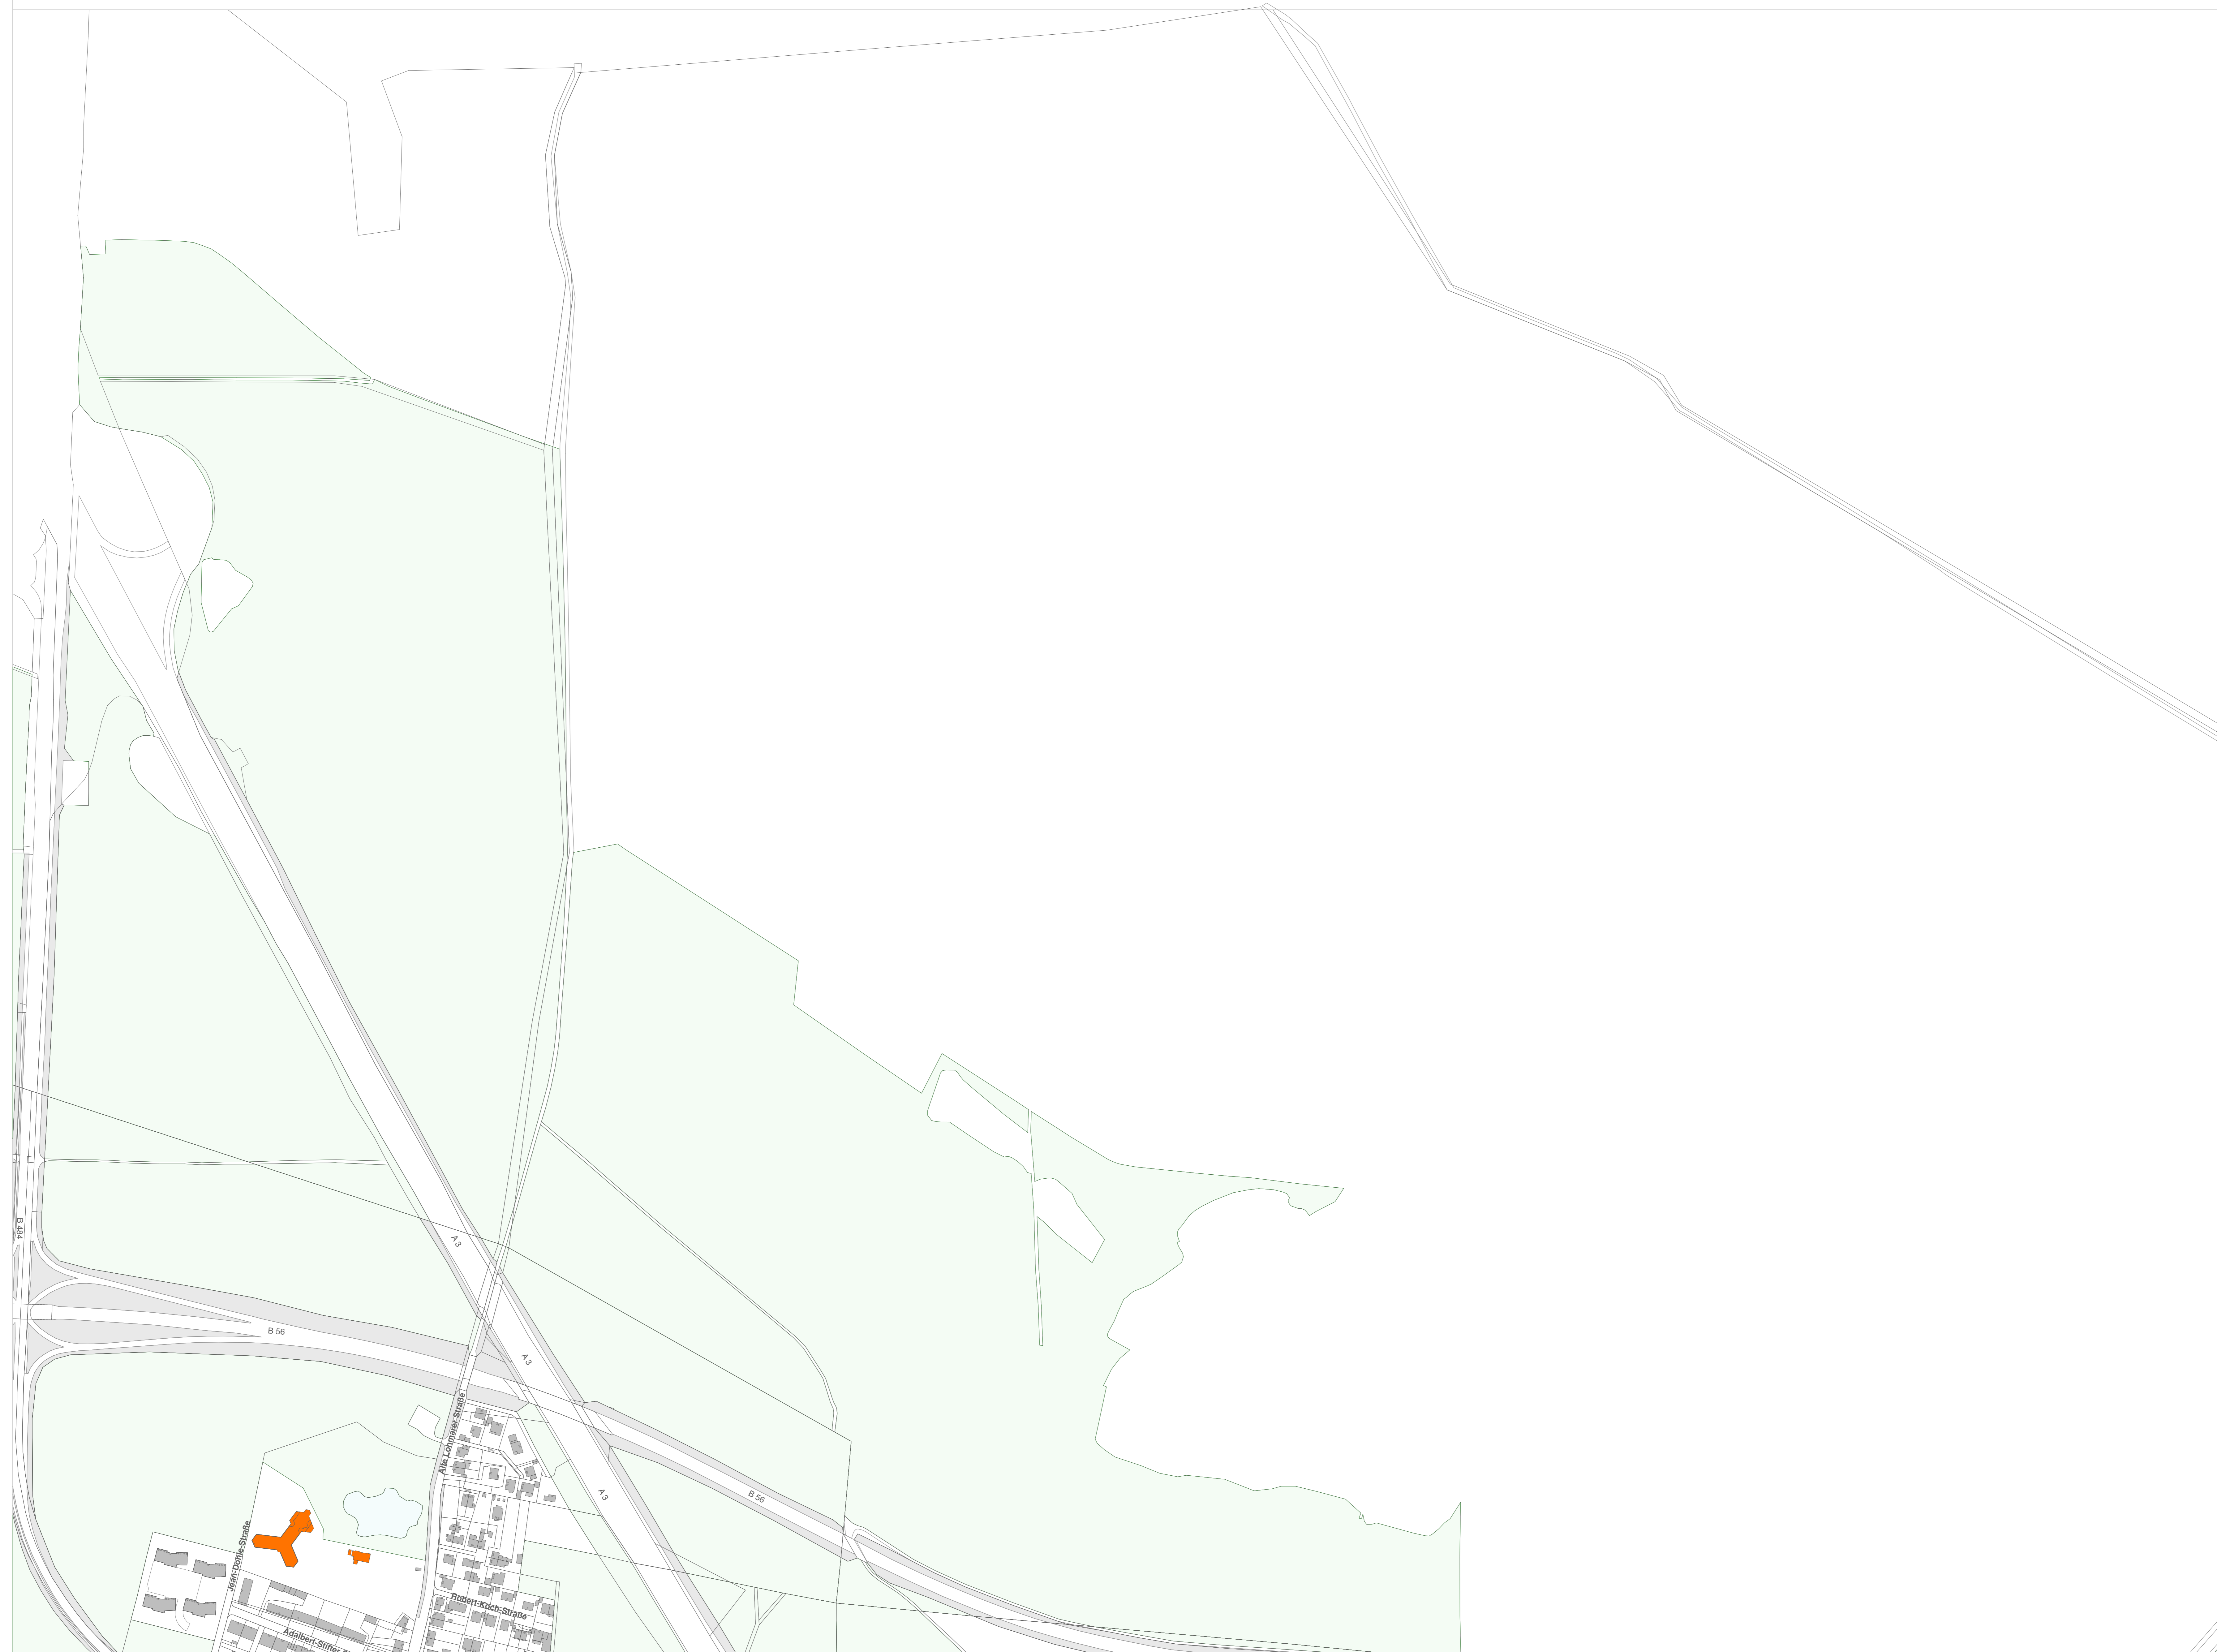 B 484
A 3
B 56
A 3
Alte Lohmarer Straße
A 3
B 56
Jean-Dohle-Straße
Robert-Koch-Straße
Adalbert-Stifter-